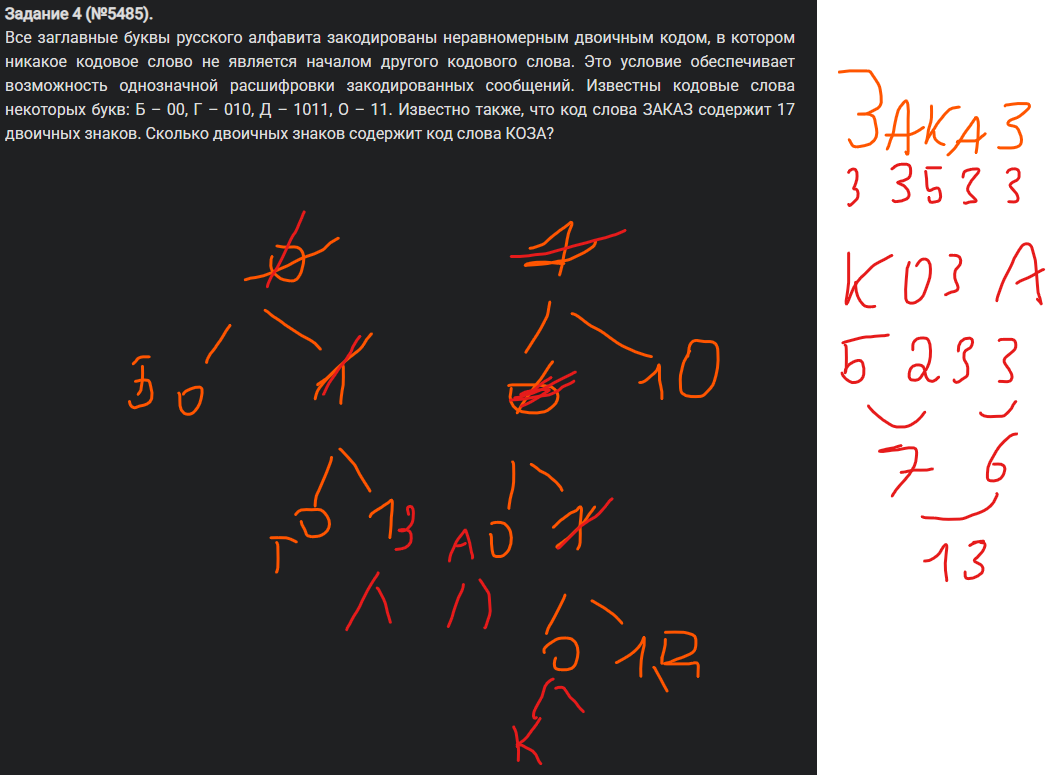 Задание 4 (№5485).
Все заглавные буквы русского алфавита закодированы неравномерным двоичным кодом, в котором
никакое кодовое слово не является началом другого кодового слова. Это условие обеспечивает
возможность однозначной расшифровки закодированных сообщений. Известны кодовые слова
некоторых букв: Б – 00, Г – 010, Д – 1011, О – 11. Известно также, что код слова ЗАКАЗ содержит 17
двоичных знаков. Сколько двоичных знаков содержит код слова КОЗА?
ЗАКАЗ
3 3 5 3 3
КОЗА
5 2 3 3
7 6
13
0 1
Б 0 1 0 1 О
Г 0 1 З А 0 1
0 1 Д
К